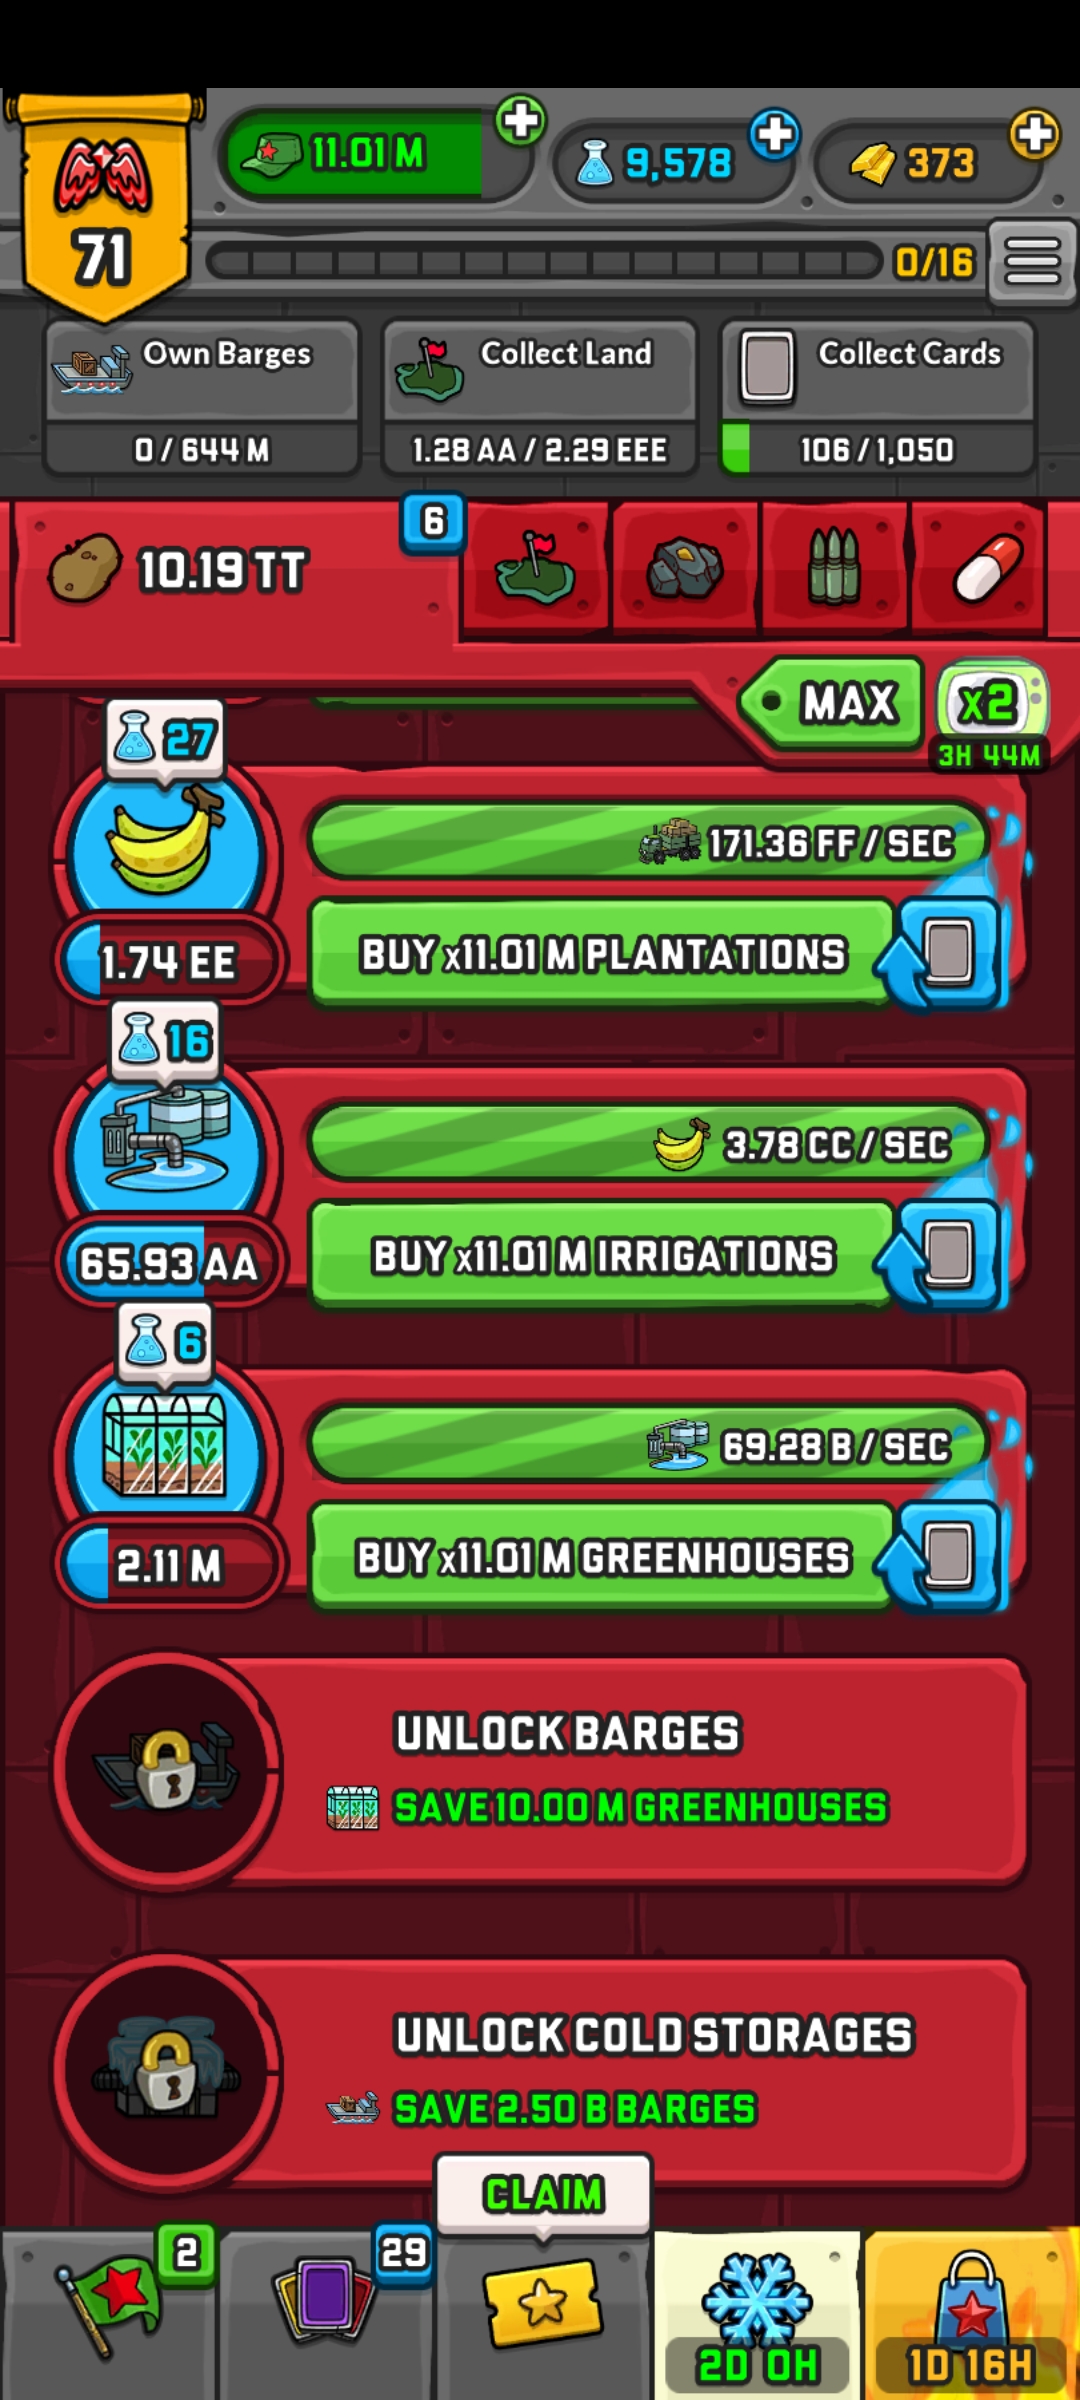 71
11.01 M
9,578
373
0/16
Own Barges
0 / 644 M
Collect Land
1.28 AA / 2.29 EEE
Collect Cards
106 / 1,050
10.19 TT
6
MAX
x2
3H 44M
27
1.74 EE
171.36 FF / SEC
BUY x11.01 M PLANTATIONS
16
65.93 AA
3.78 CC / SEC
BUY x11.01 M IRRIGATIONS
6
2.11 M
69.28 B / SEC
BUY x11.01 M GREENHOUSES
UNLOCK BARGES
SAVE 10.00 M GREENHOUSES
UNLOCK COLD STORAGES
SAVE 2.50 B BARGES
CLAIM
2
29
2D 0H
1D 16H